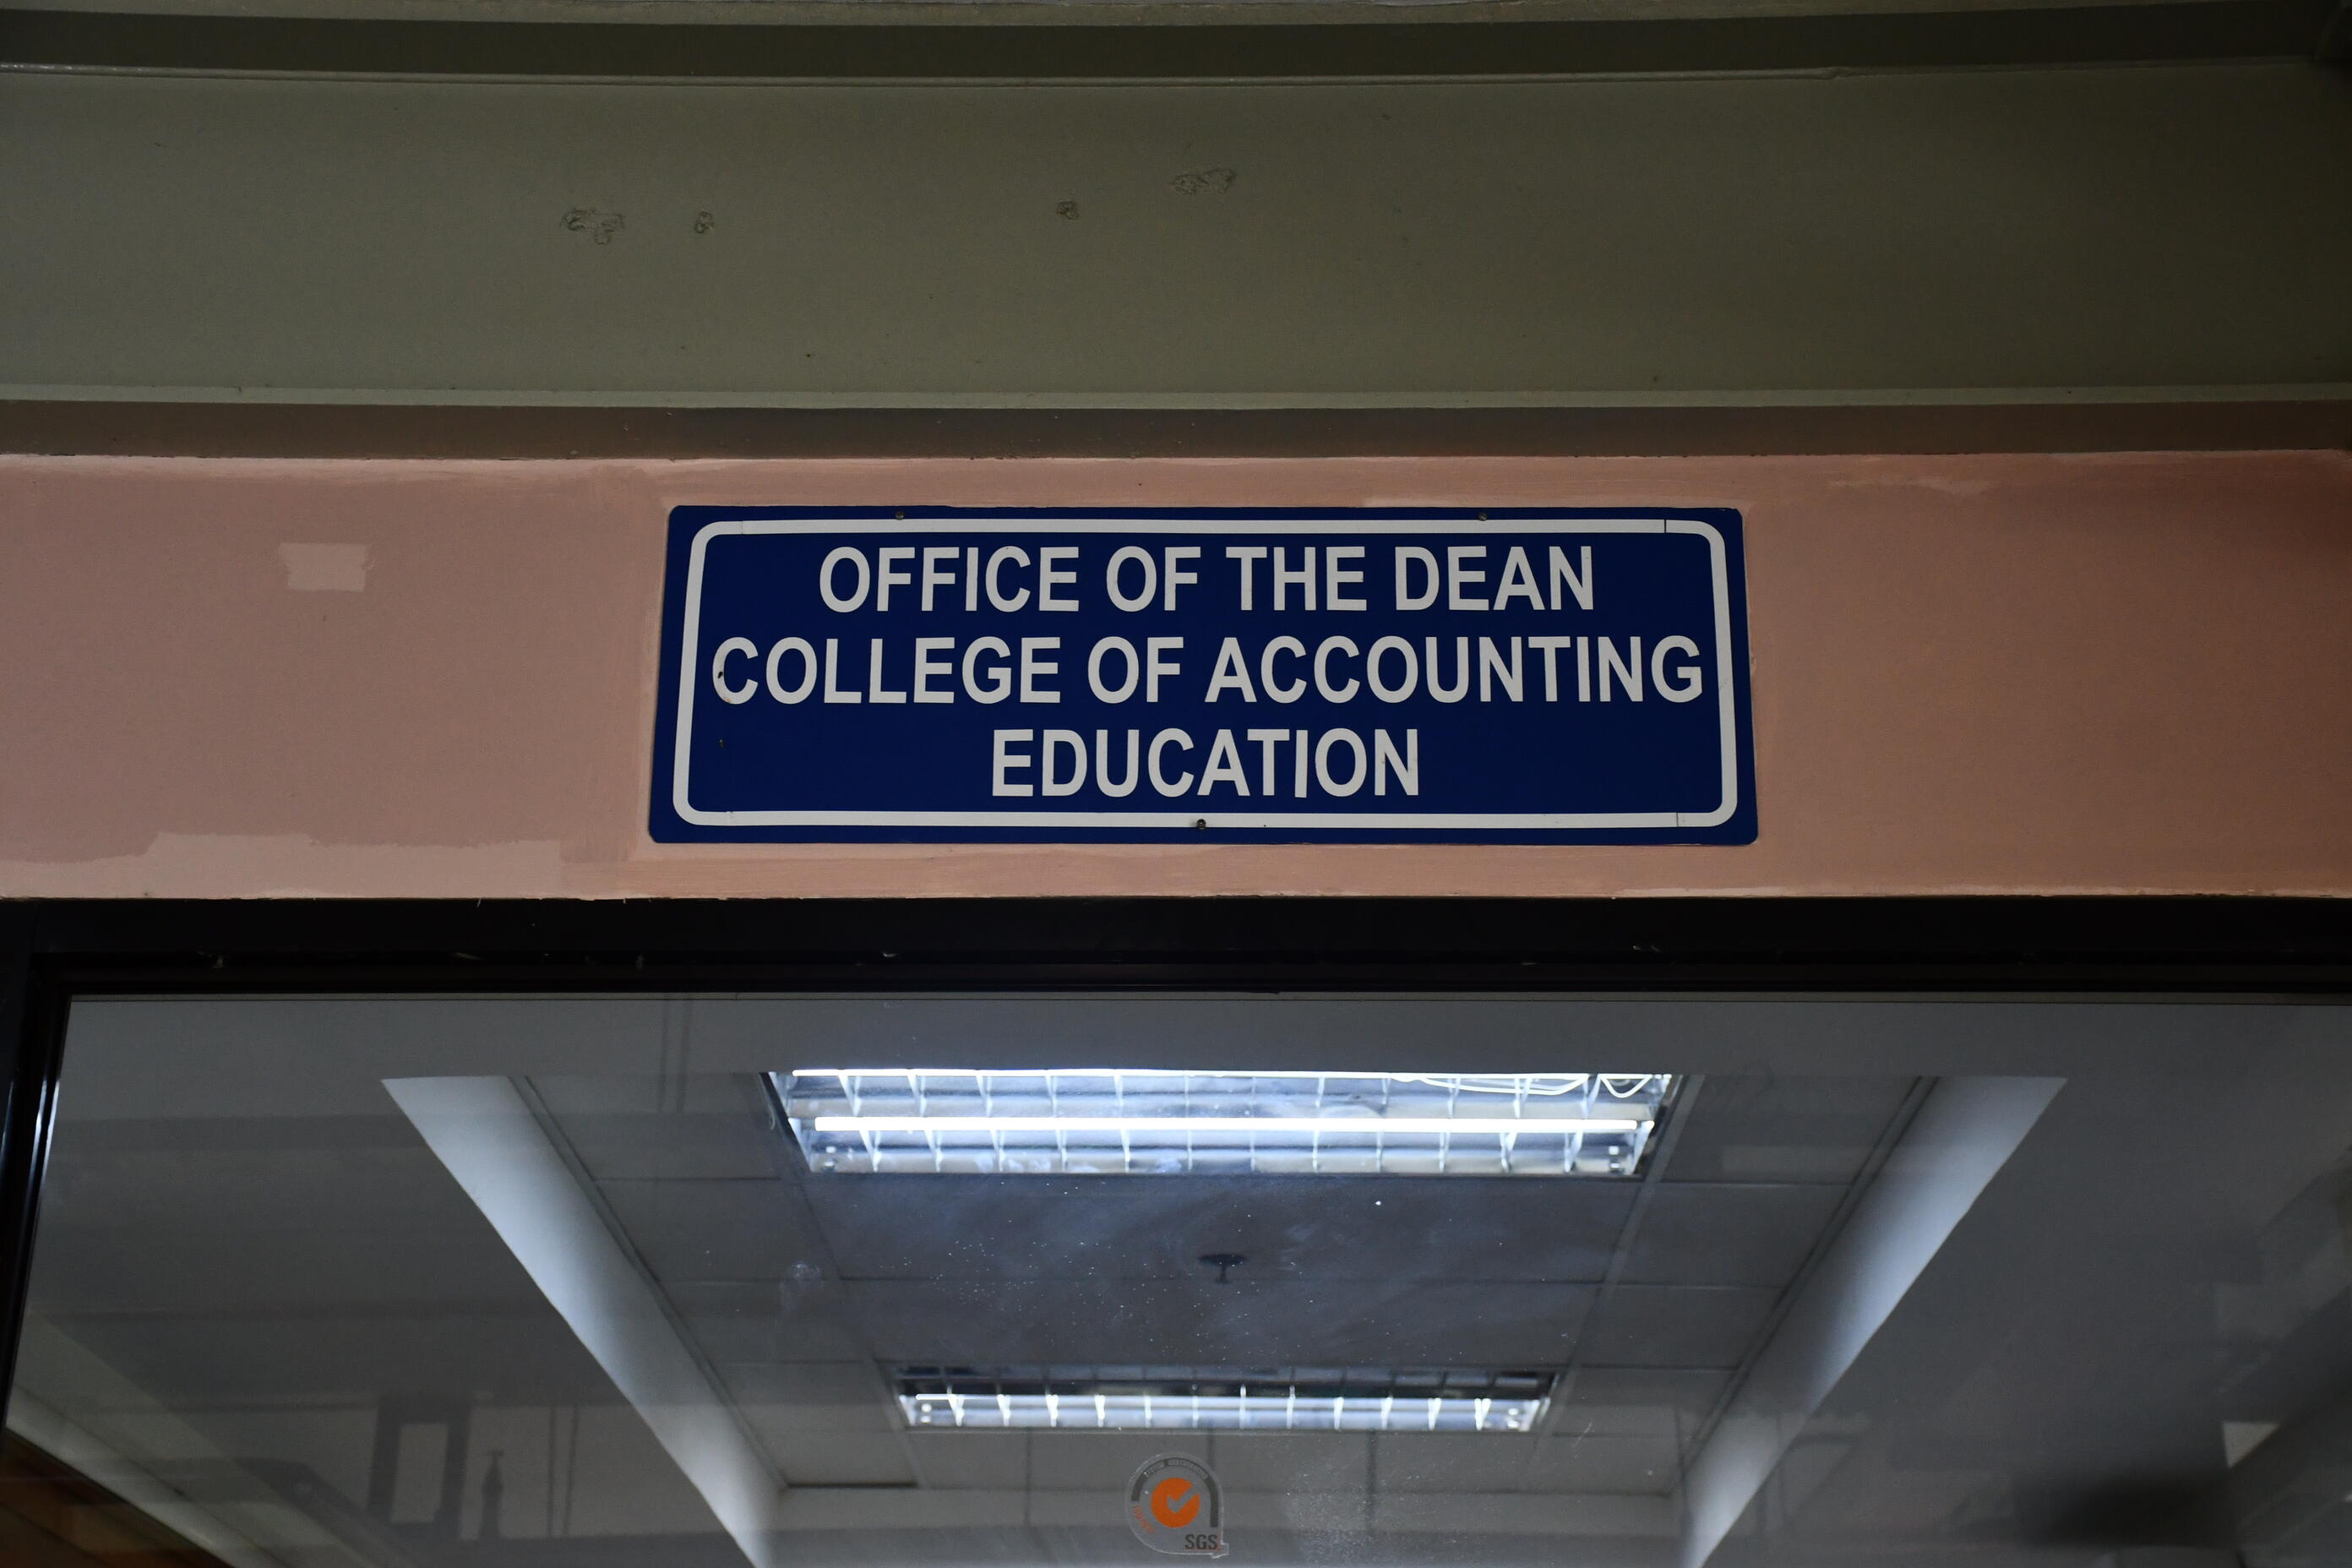 OFFICE OF THE DEAN
COLLEGE OF ACCOUNTING
EDUCATION
SGS